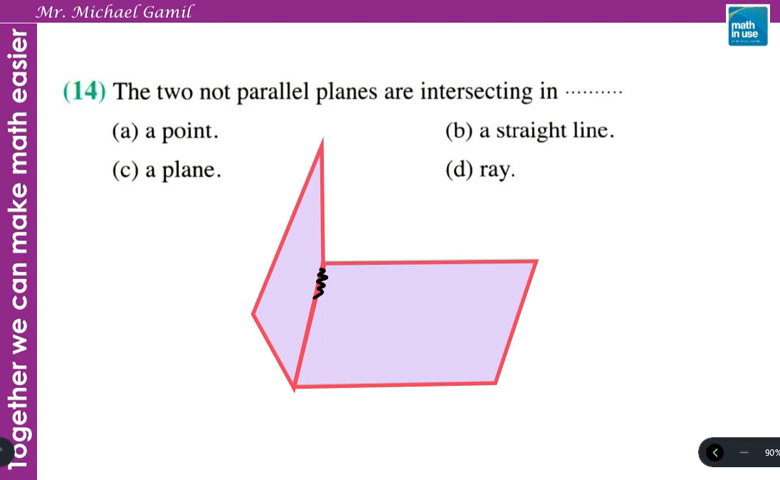 Mr. Michael Gamil
math
in use
Together we can make math easier
(14) The two not parallel planes are intersecting in ..........
(a) a point.
(b) a straight line.
(c) a plane.
(d) ray.
90%